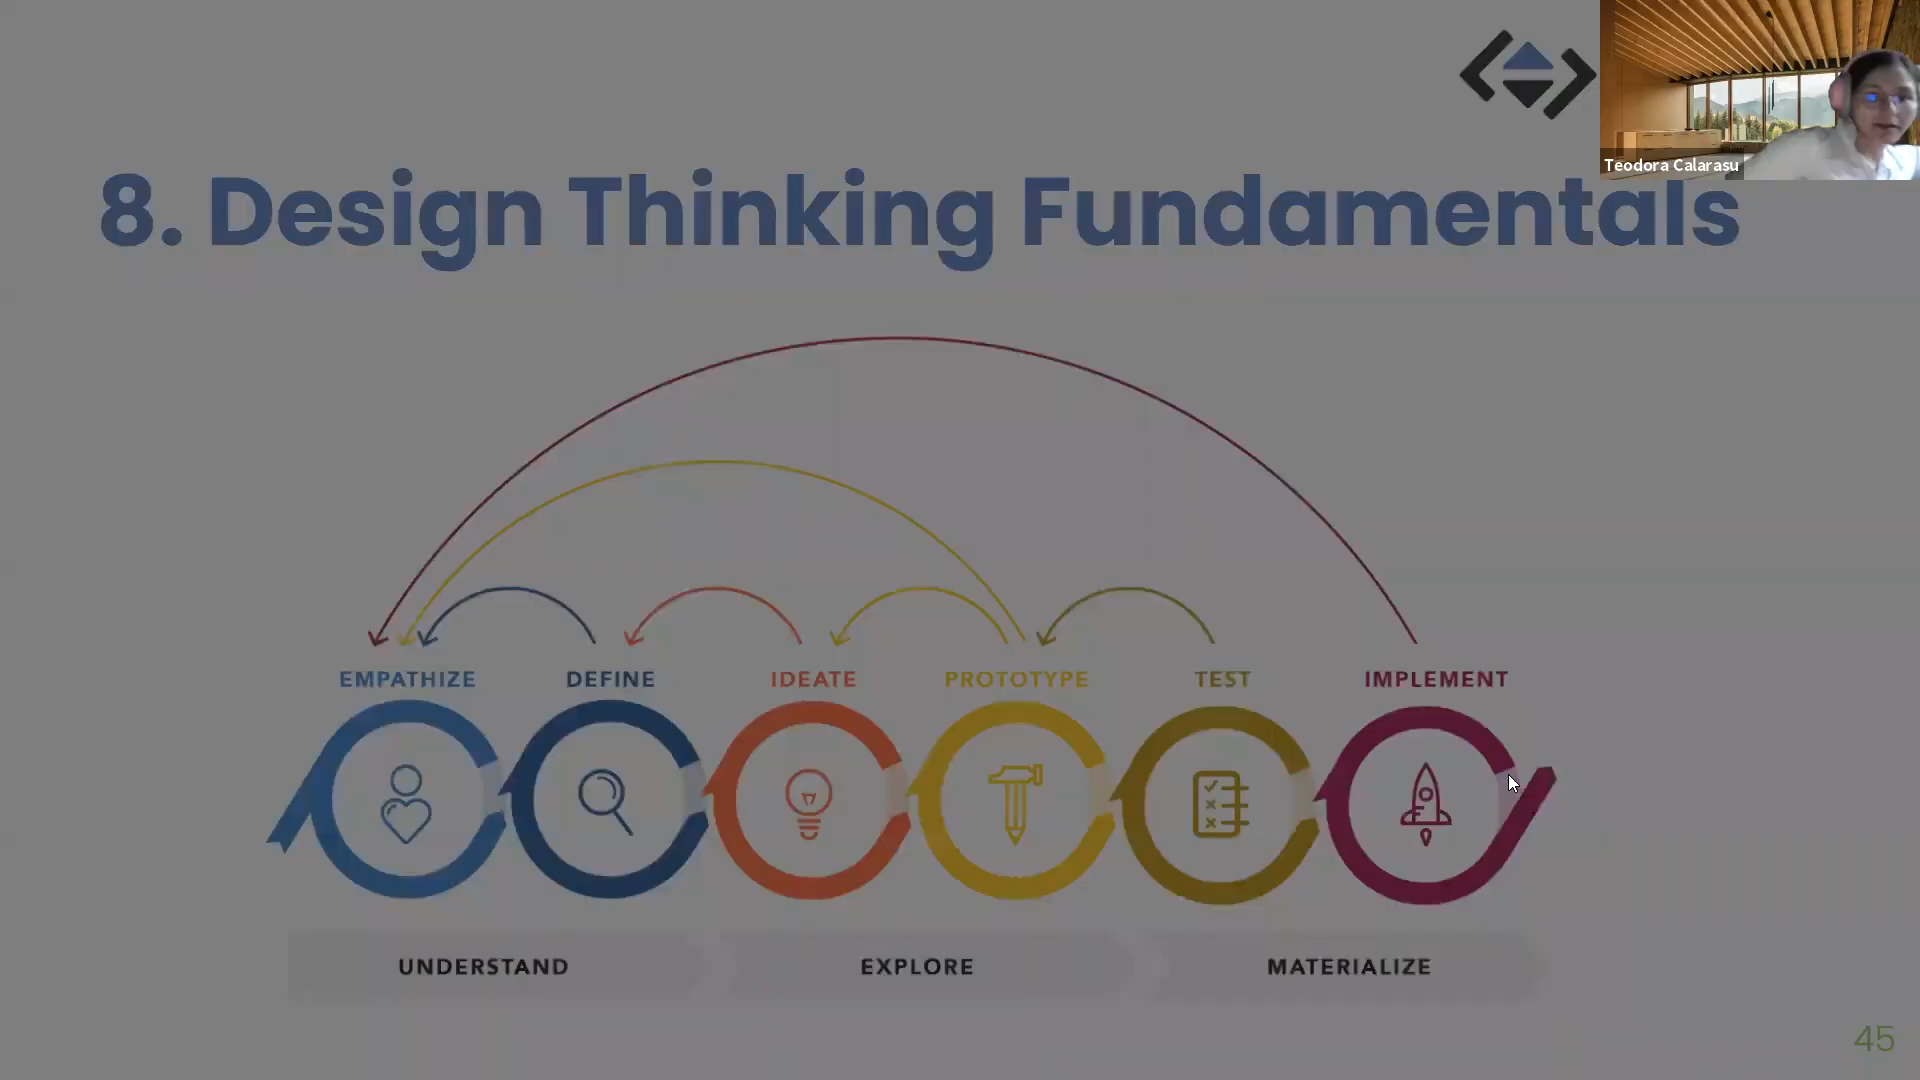 Teodora Calarasu
8. Design Thinking Fundamentals
EMPATHIZE
DEFINE
IDEATE
PROTOTYPE
TEST
IMPLEMENT
UNDERSTAND
EXPLORE
MATERIALIZE
45